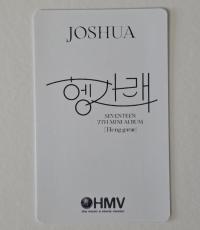 JOSHUA
헹가래
SEVENTEEN
7TH MINI ALBUM
[Heng:garæ]
HMV